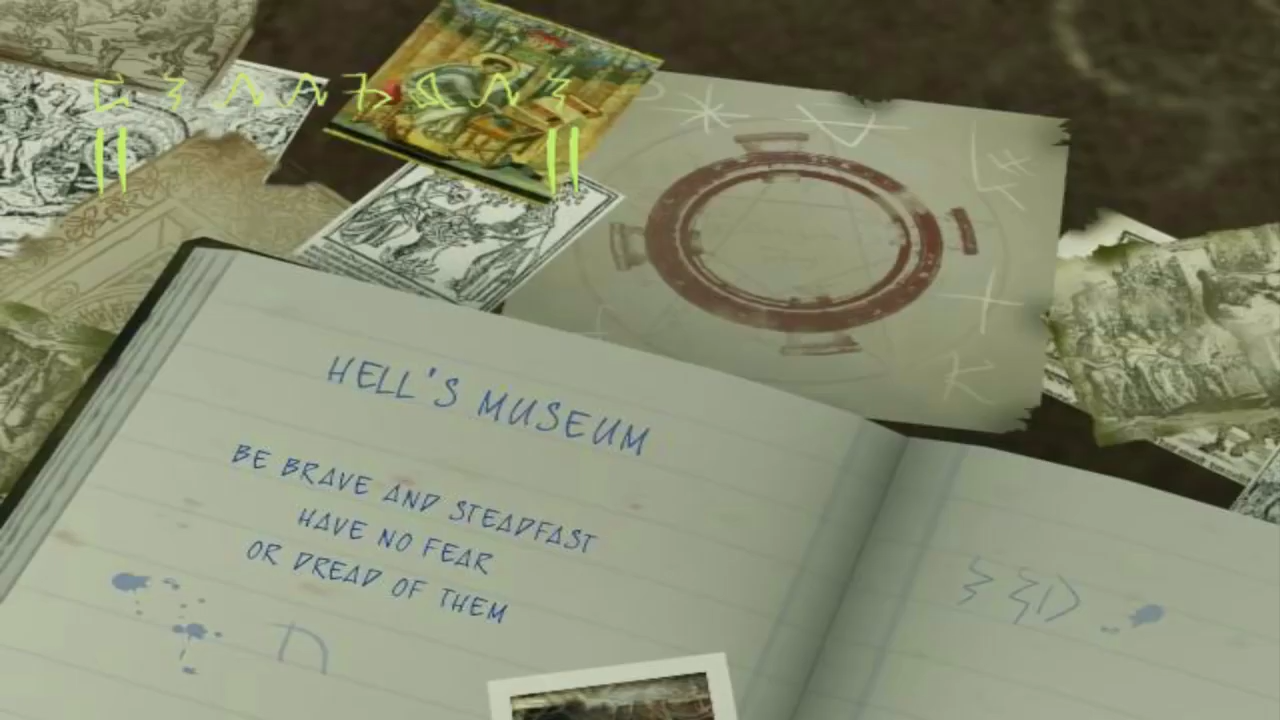 HELL'S MUSEUM
BE BRAVE AND STEADFAST
HAVE NO FEAR
OR DREAD OF THEM